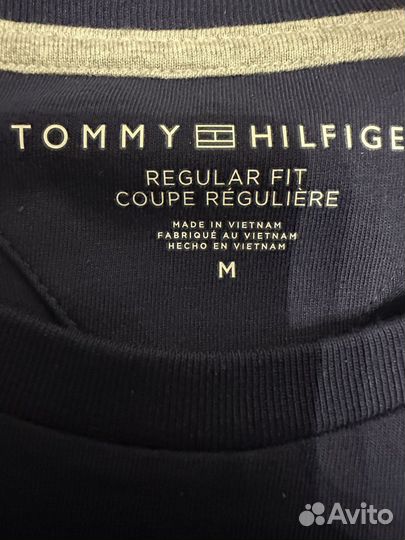 TOMMY HILFIGE
REGULAR FIT
COUPE RÉGULIÈRE
MADE IN VIETNAM
FABRIQUÉ AU VIETNAM
HECHO EN VIETNAM
M
Avito